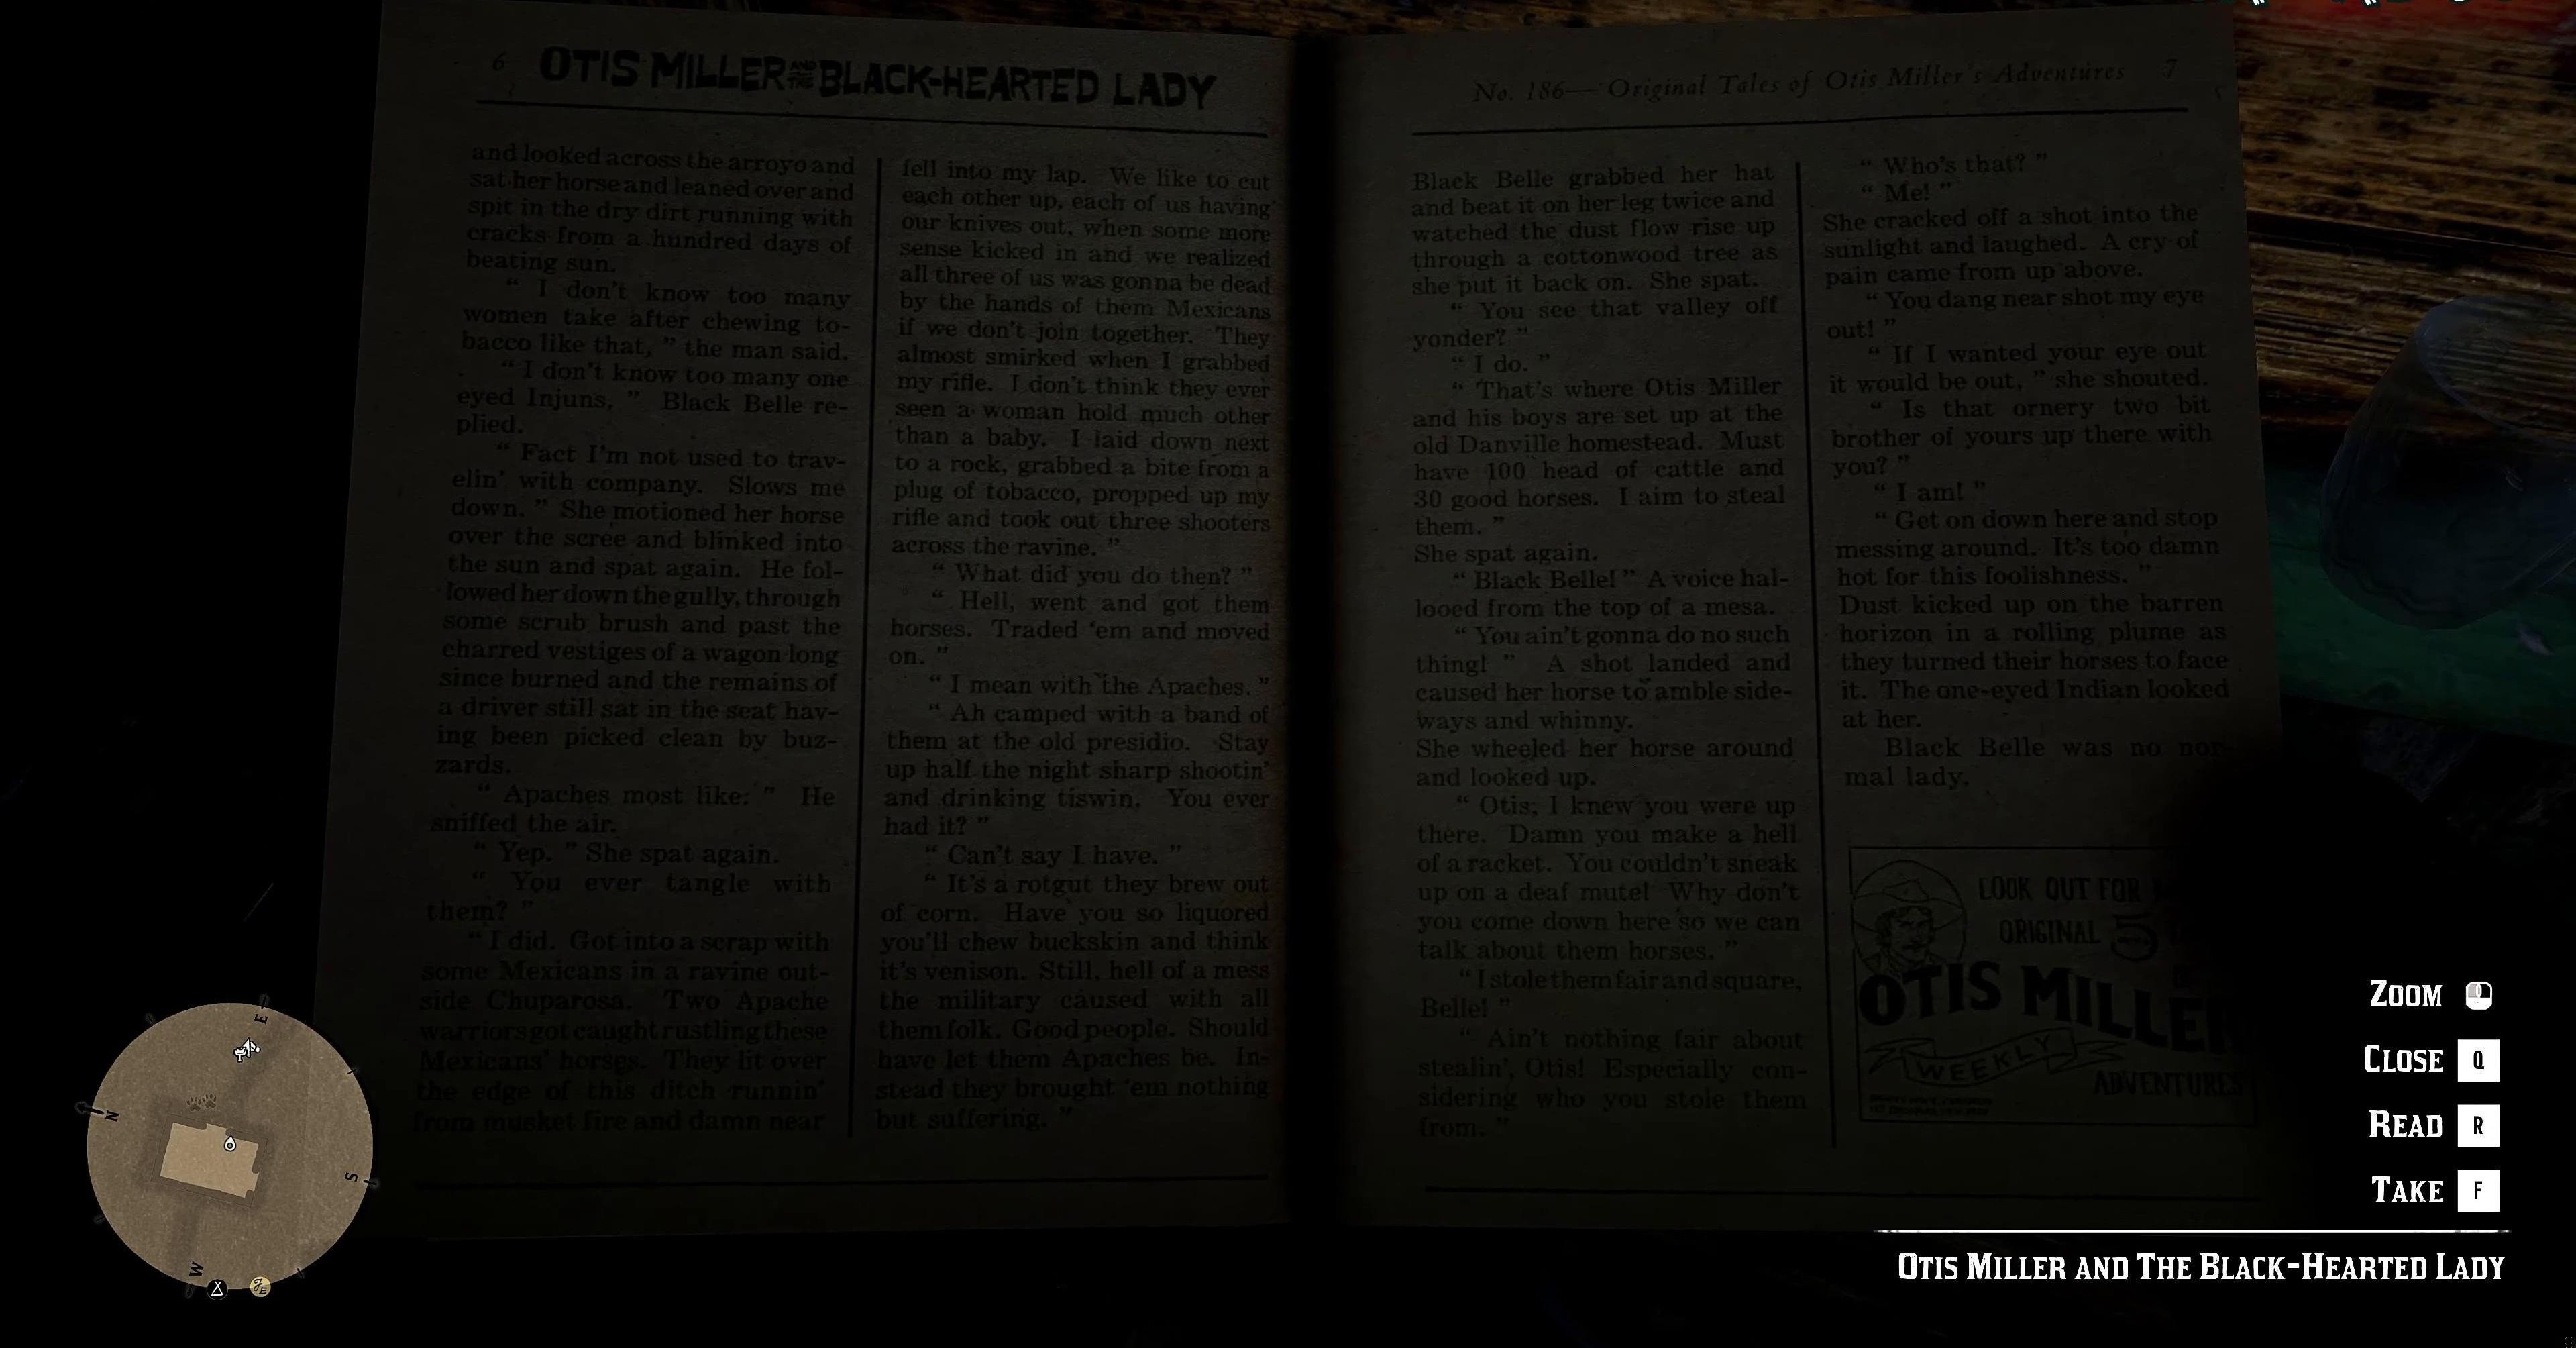 6 OTIS MILLER AND THE BLACK-HEARTED LADY
and looked across the arroyo and
sat her horse and leaned over and
spit in the dry dirt running with
cracks from a hundred days of
beating sun.
“ I don't know too many
women take after chewing to-
bacco like that, ” the man said.
“ I don't know too many one
eyed Injuns, ” Black Belle re-
plied.
“ Fact I'm not used to trav-
elin' with company. Slows me
down. ” She motioned her horse
over the scree and blinked into
the sun and spat again. He fol-
lowed her down the gully, through
some scrub brush and past the
charred vestiges of a wagon long
since burned and the remains of
a driver still sat in the seat hav-
ing been picked clean by buz-
zards.
“ Apaches most like. ” He
sniffed the air.
“ Yep. ” She spat again.
“ You ever tangle with
them? ”
“ I did. Got into a scrap with
some Mexicans in a ravine out-
side Chuparosa. Two Apache
warriors got caught rustling these
Mexicans' horses. They lit over
the edge of this ditch runnin'
from musket fire and damn near
fell into my lap. We like to cut
each other up, each of us having
our knives out, when some more
sense kicked in and we realized
all three of us was gonna be dead
by the hands of them Mexicans
if we don't join together. They
almost smirked when I grabbed
my rifle. I don't think they ever
seen a woman hold much other
than a baby. I laid down next
to a rock, grabbed a bite from a
plug of tobacco, propped up my
rifle and took out three shooters
across the ravine. ”
“ What did you do then? ”
“ Hell, went and got them
horses. Traded 'em and moved
on. ”
“ I mean with the Apaches. ”
“ Ah camped with a band of
them at the old presidio. Stay
up half the night sharp shootin'
and drinking tiswin. You ever
had it? ”
“ Can't say I have. ”
“ It's a rotgut they brew out
of corn. Have you so liquored
you'll chew buckskin and think
it's venison. Still, hell of a mess
the military caused with all
them folk. Good people. Should
have let them Apaches be. In-
stead they brought 'em nothing
but suffering. ”
No. 186— Original Tales of Otis Miller's Adventures 7
Black Belle grabbed her hat
and beat it on her leg twice and
watched the dust flow rise up
through a cottonwood tree as
she put it back on. She spat.
“ You see that valley off
yonder? ”
“ I do. ”
“ That's where Otis Miller
and his boys are set up at the
old Danville homestead. Must
have 100 head of cattle and
30 good horses. I aim to steal
them. ”
She spat again.
“ Black Belle! ” A voice hal-
looed from the top of a mesa.
“ You ain't gonna do no such
thing! ” A shot landed and
caused her horse to amble side-
ways and whinny.
She wheeled her horse around
and looked up.
“ Otis, I knew you were up
there. Damn you make a hell
of a racket. You couldn't sneak
up on a deaf mute! Why don't
you come down here so we can
talk about them horses. ”
“ I stole them fair and square,
Belle! ”
“ Ain't nothing fair about
stealin', Otis! Especially con-
sidering who you stole them
from. ”
“ Who's that? ”
“ Me! ”
She cracked off a shot into the
sunlight and laughed. A cry of
pain came from up above.
“ You dang near shot my eye
out! ”
“ If I wanted your eye out
it would be out, ” she shouted.
“ Is that ornery two bit
brother of yours up there with
you? ”
“ I am! ”
“ Get on down here and stop
messing around. It's too damn
hot for this foolishness. ”
Dust kicked up on the barren
horizon in a rolling plume as
they turned their horses to face
it. The one-eyed Indian looked
at her.
Black Belle was no nor-
mal lady.
LOOK OUT FOR
ORIGINAL 5
OTIS MILLER
WEEKLY
ADVENTURES
E
N
S
W
ZOOM
CLOSE Q
READ R
TAKE F
OTIS MILLER AND THE BLACK-HEARTED LADY